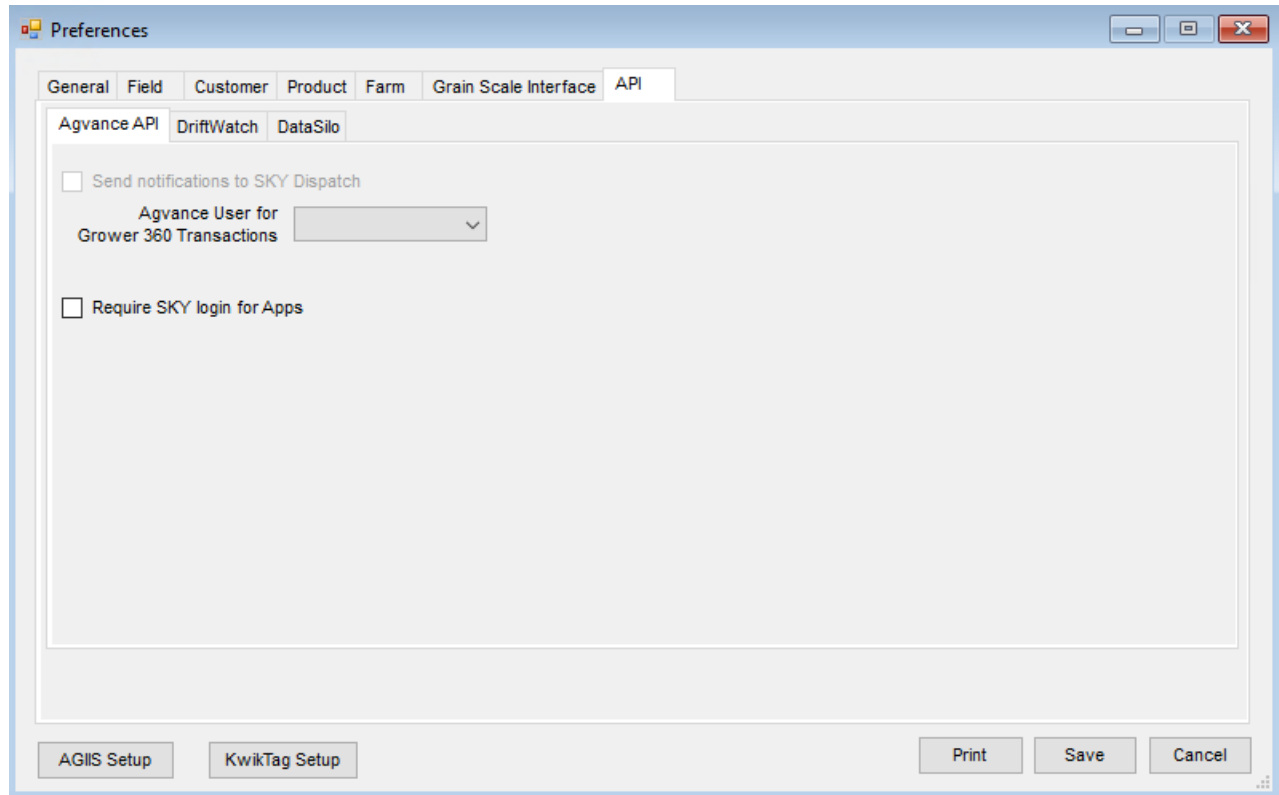 Preferences
General Field Customer Product Farm Grain Scale Interface API
Agvance API DriftWatch DataSilo
Send notifications to SKY Dispatch
Agvance User for
Grower 360 Transactions
Require SKY login for Apps
AGIIS Setup KwikTag Setup Print Save Cancel